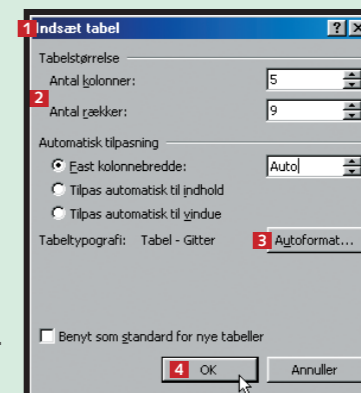 1 Indsæt tabel
Tabelstørrelse
Antal kolonner: 5
2
Antal rækker: 9
Automatisk tilpasning
Fast kolonnebredde: Auto
Tilpas automatisk til indhold
Tilpas automatisk til vindue
Tabeltypografi: Tabel - Gitter 3 Autoformat...
Benyt som standard for nye tabeller
4 OK Annuller